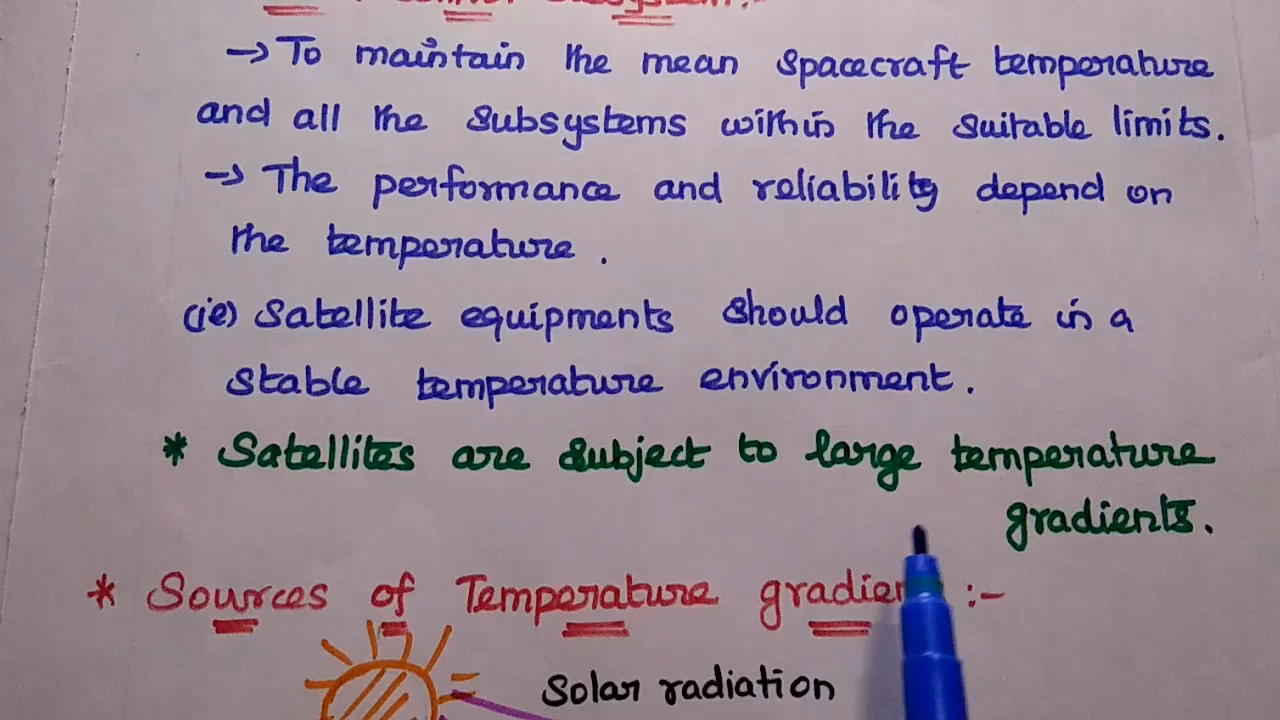 Subsystem:-
→ To maintain the mean spacecraft temperature
and all the subsystems within the suitable limits.
→ The performance and reliability depend on
the temperature.
(ie) Satellite equipments should operate in a
stable temperature environment.
* Satellites are subject to large temperature
gradients.
* Sources of Temperature :-
Solar radiation